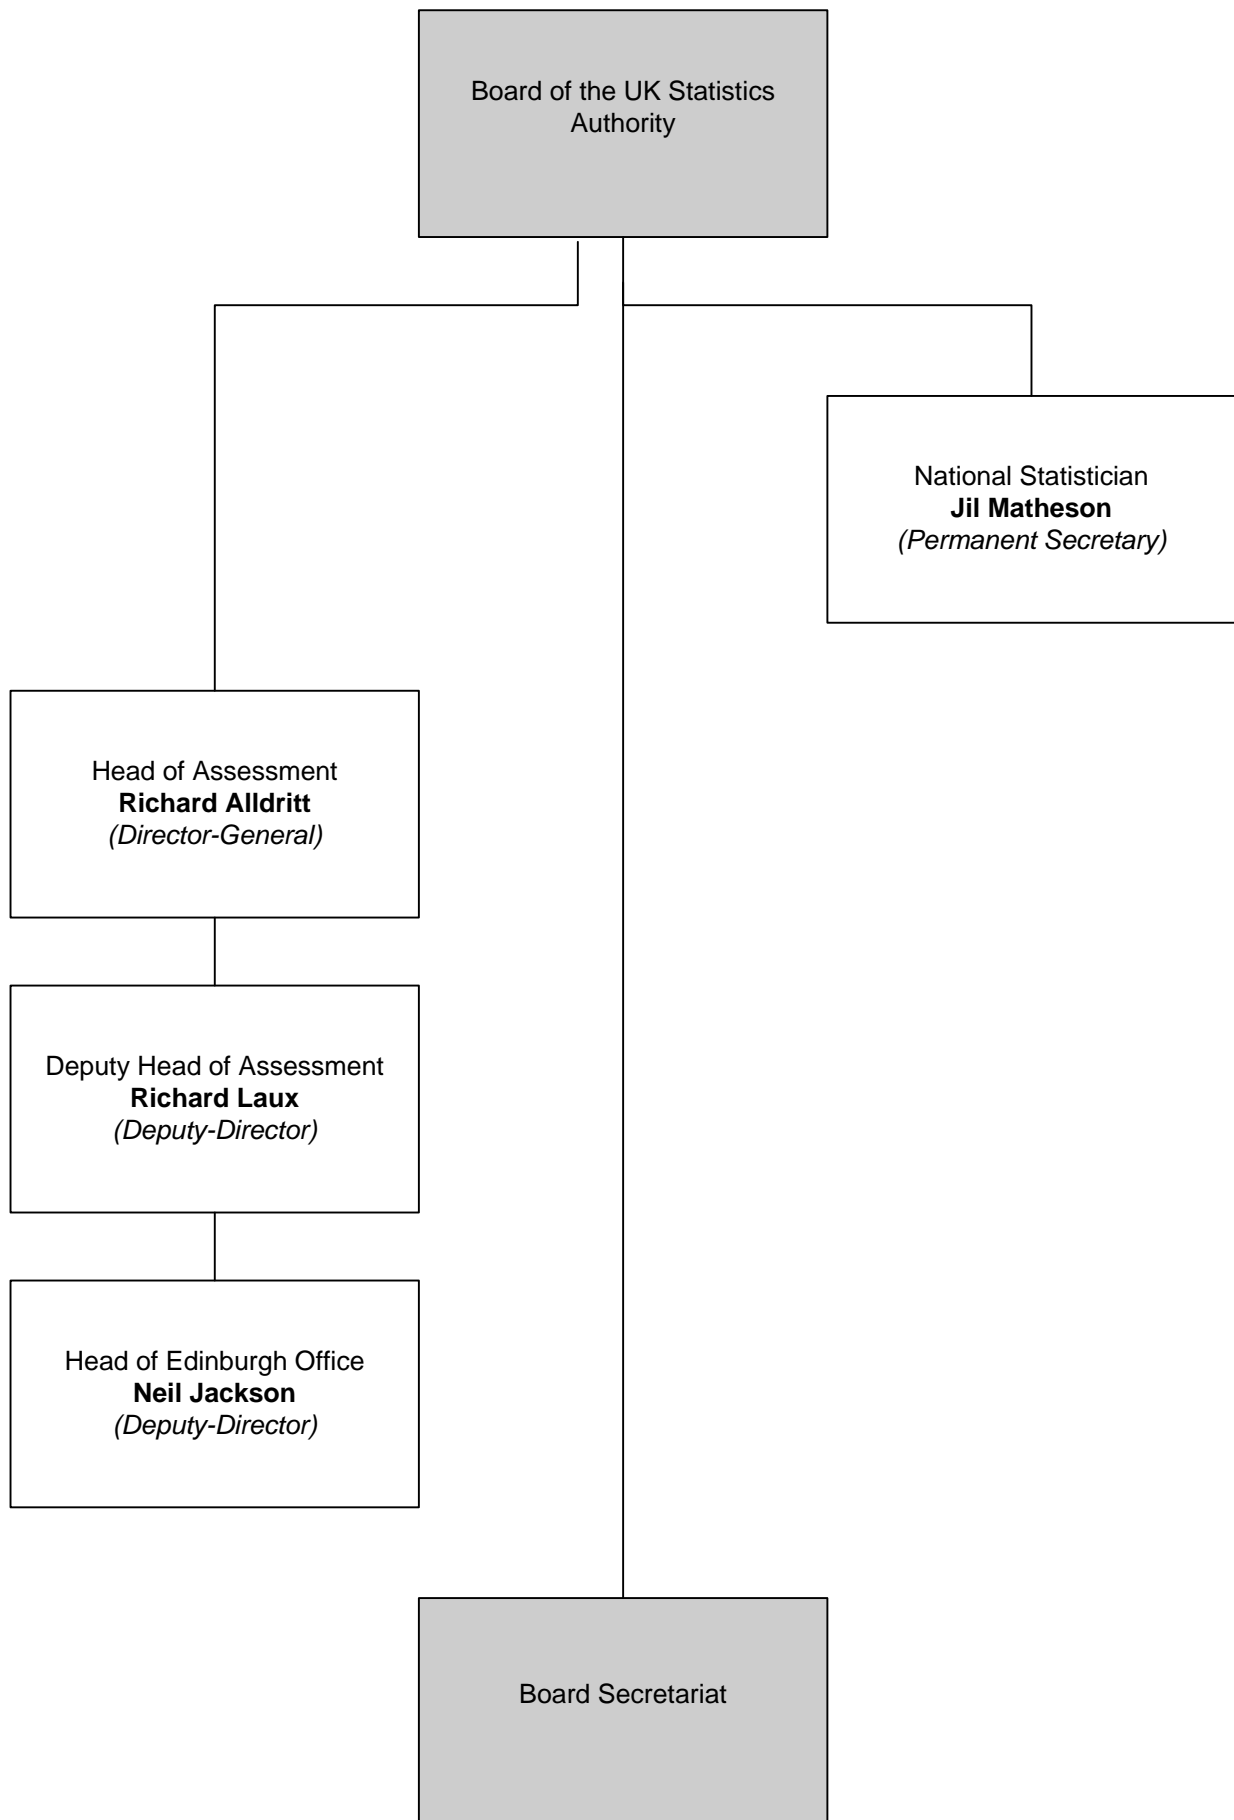 Board of the UK Statistics
Authority
National Statistician
Jil Matheson
(Permanent Secretary)
Head of Assessment
Richard Alldritt
(Director-General)
Deputy Head of Assessment
Richard Laux
(Deputy-Director)
Head of Edinburgh Office
Neil Jackson
(Deputy-Director)
Board Secretariat